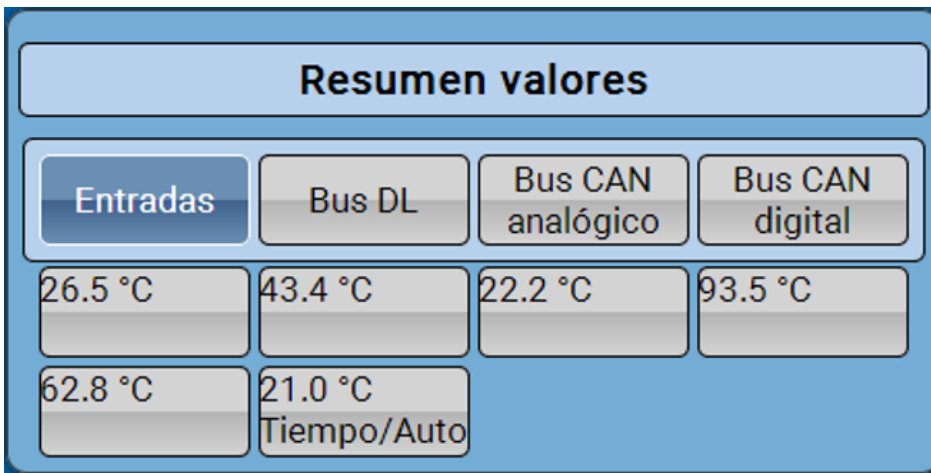 Resumen valores
Entradas
Bus DL
Bus CAN
analógico
Bus CAN
digital
26.5 °C
43.4 °C
22.2 °C
93.5 °C
62.8 °C
21.0 °C
Tiempo/Auto